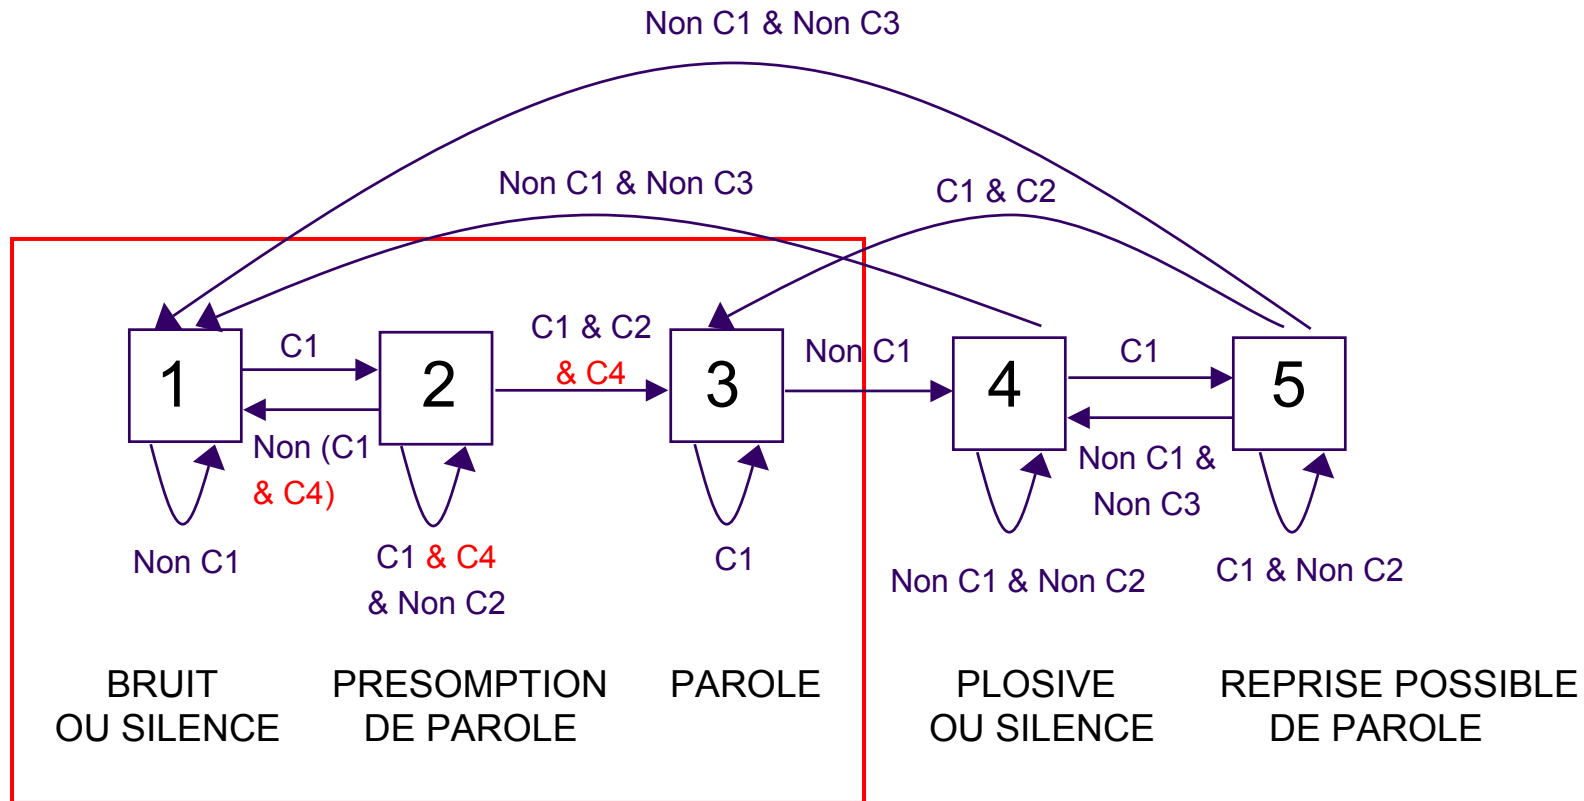 Non C1 & Non C3
Non C1 & Non C3
C1 & C2
C1 & C2
& C4
C1
Non C1
C1
1
2
3
4
5
Non (C1
& C4)
Non C1 &
Non C3
Non C1
C1 & C4
& Non C2
C1
Non C1 & Non C2
C1 & Non C2
BRUIT
OU SILENCE
PRESOMPTION
DE PAROLE
PAROLE
PLOSIVE
OU SILENCE
REPRISE POSSIBLE
DE PAROLE